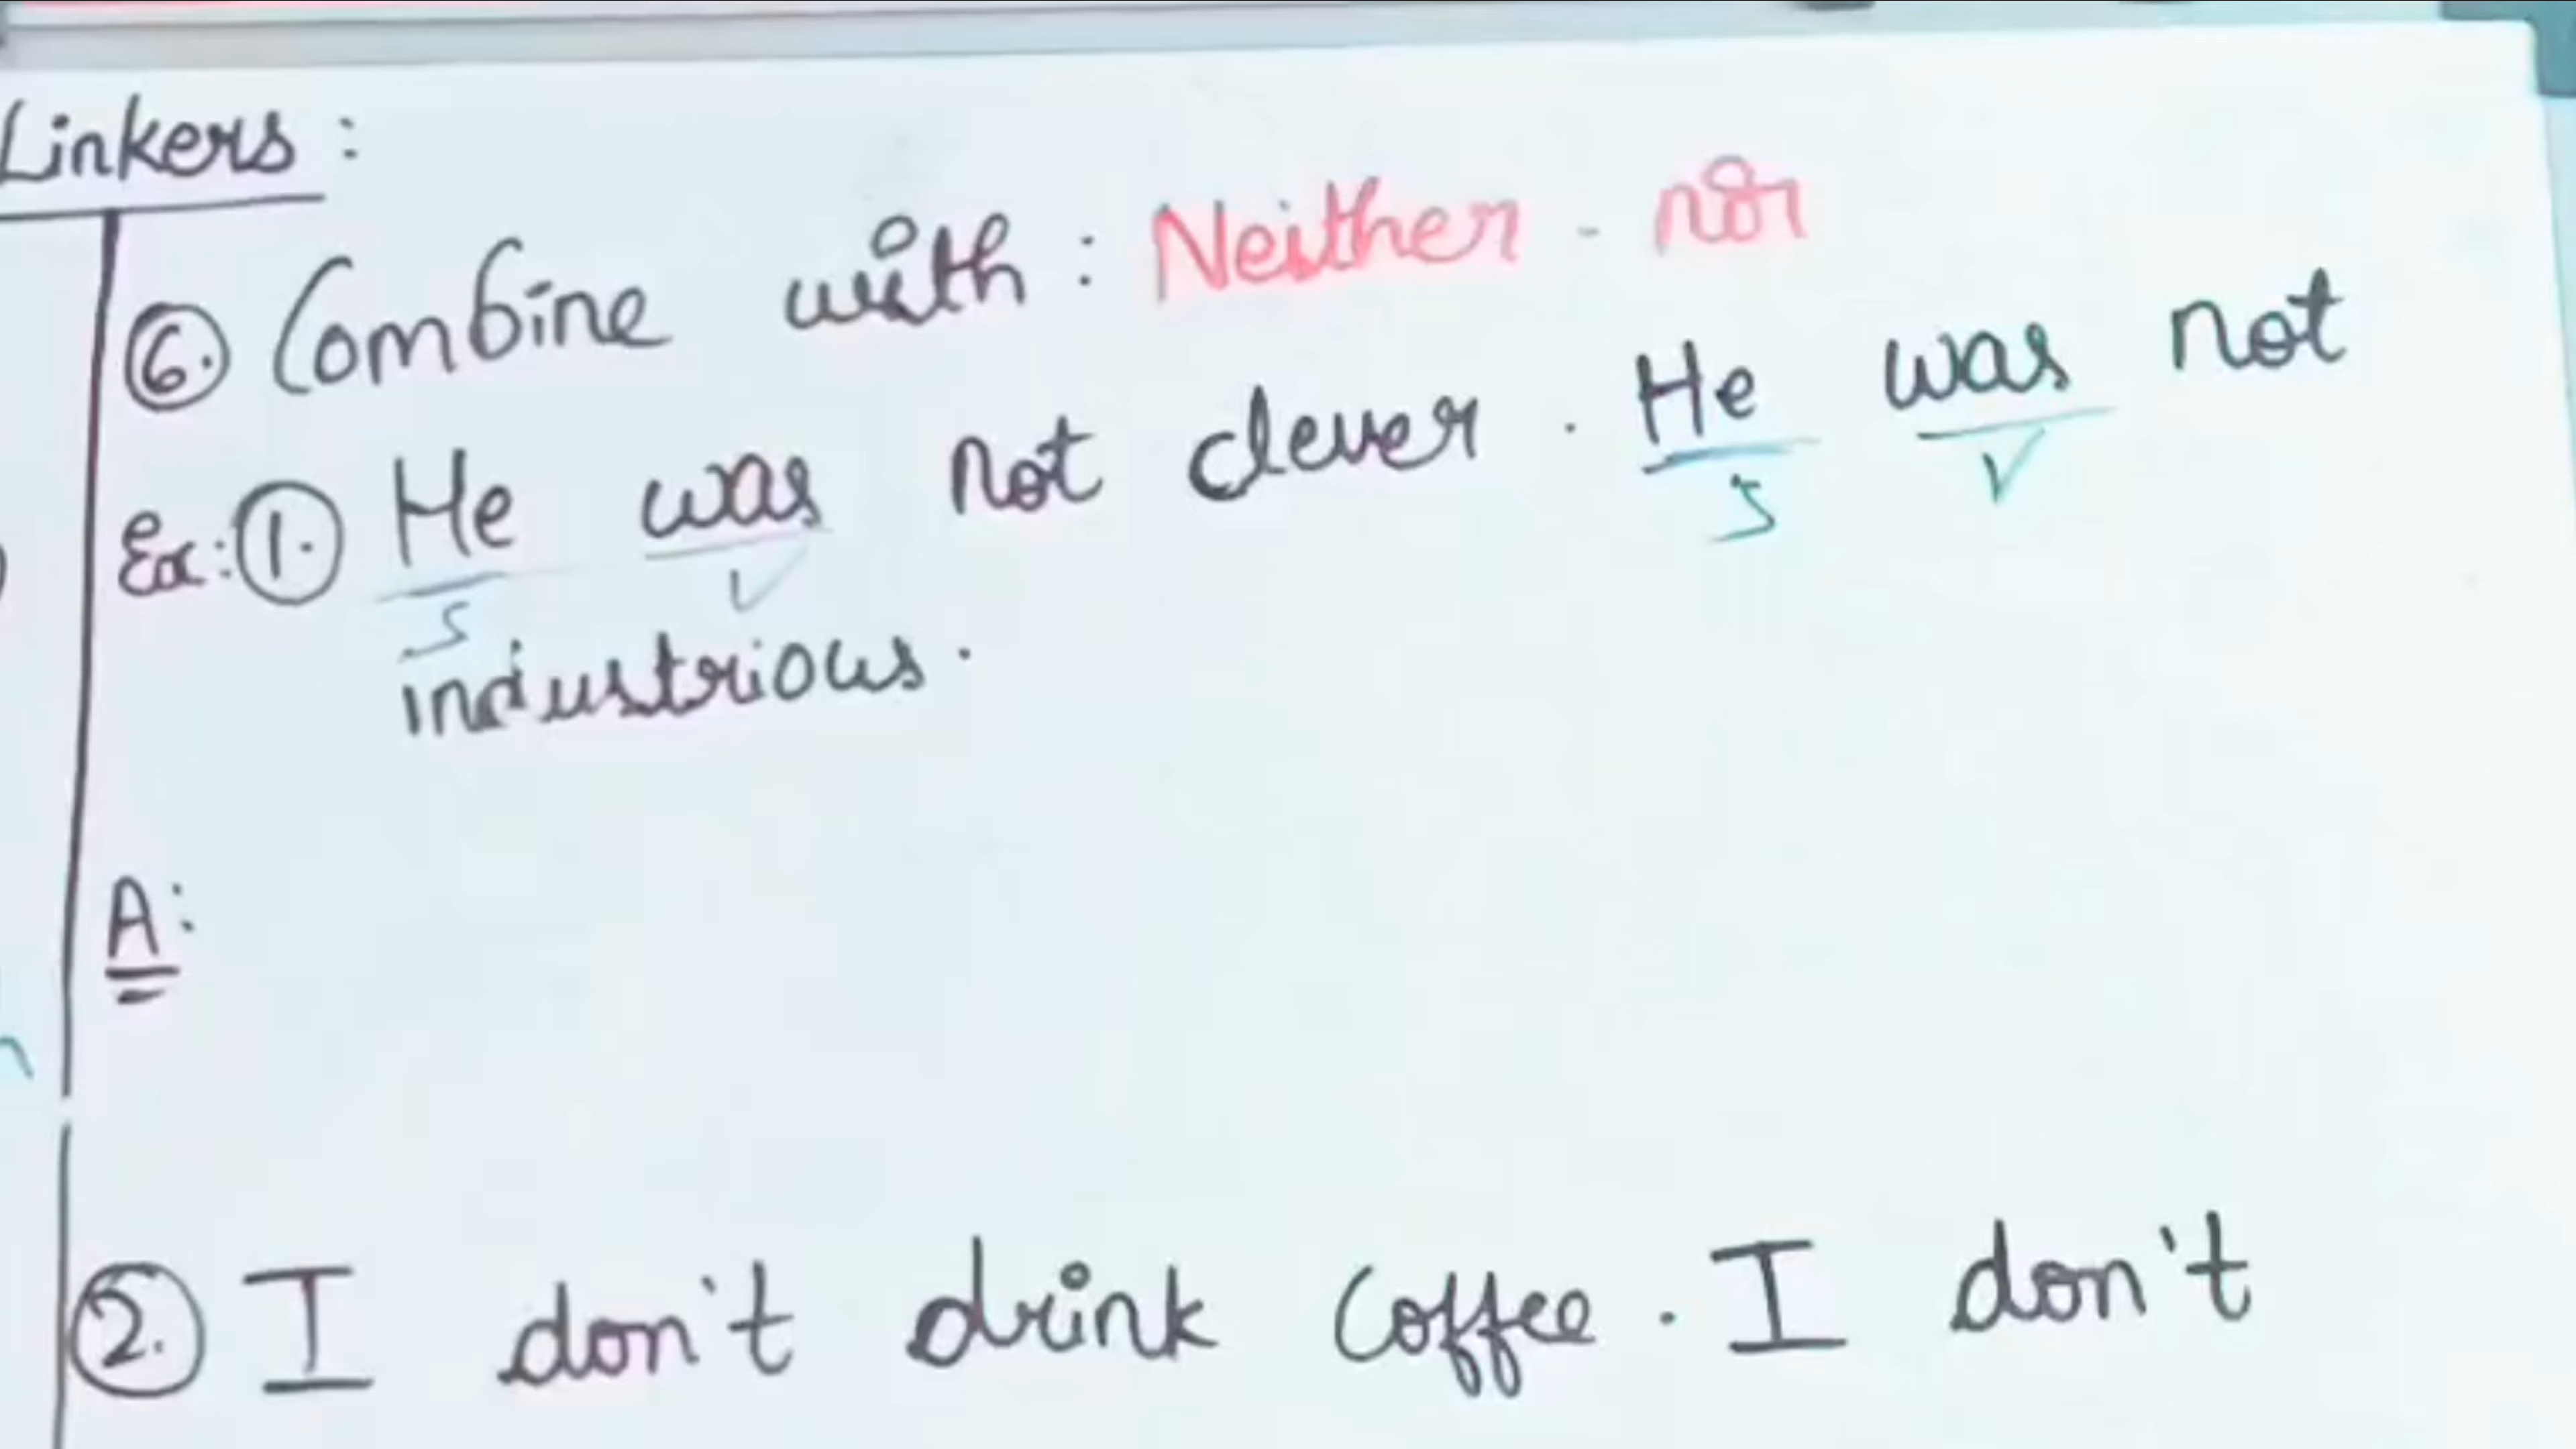 Linkers :
6. Combine with : Neither - nor
Ex: 1. He was not clever. He was not
S V S V
industrious.
A:
2. I don't drink Coffee. I don't